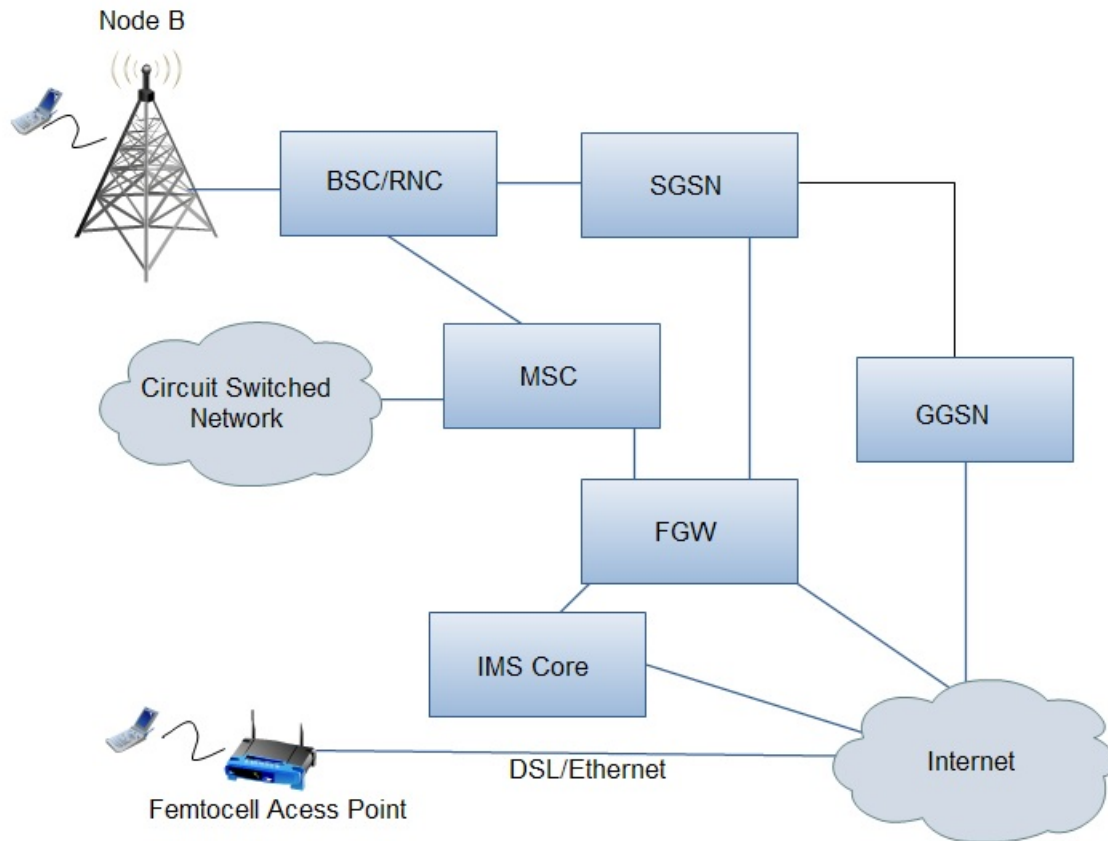 Node B
BSC/RNC
SGSN
MSC
Circuit Switched
Network
GGSN
FGW
IMS Core
Internet
DSL/Ethernet
Femtocell Acess Point